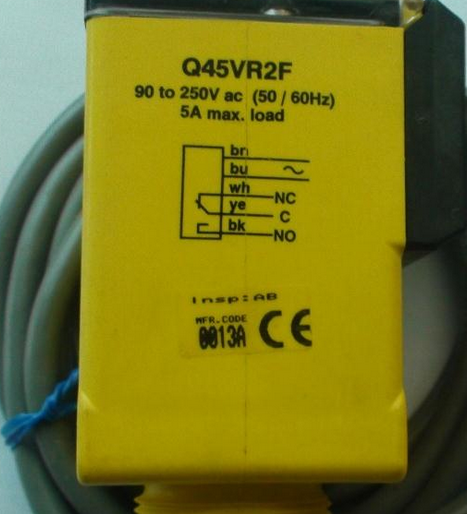 Q45VR2F
90 to 250V ac (50 / 60Hz)
5A max. load
bn
bu
wh
NC
ye
C
bk
NO
Insp:AB
MFR.CODE
0013A CE